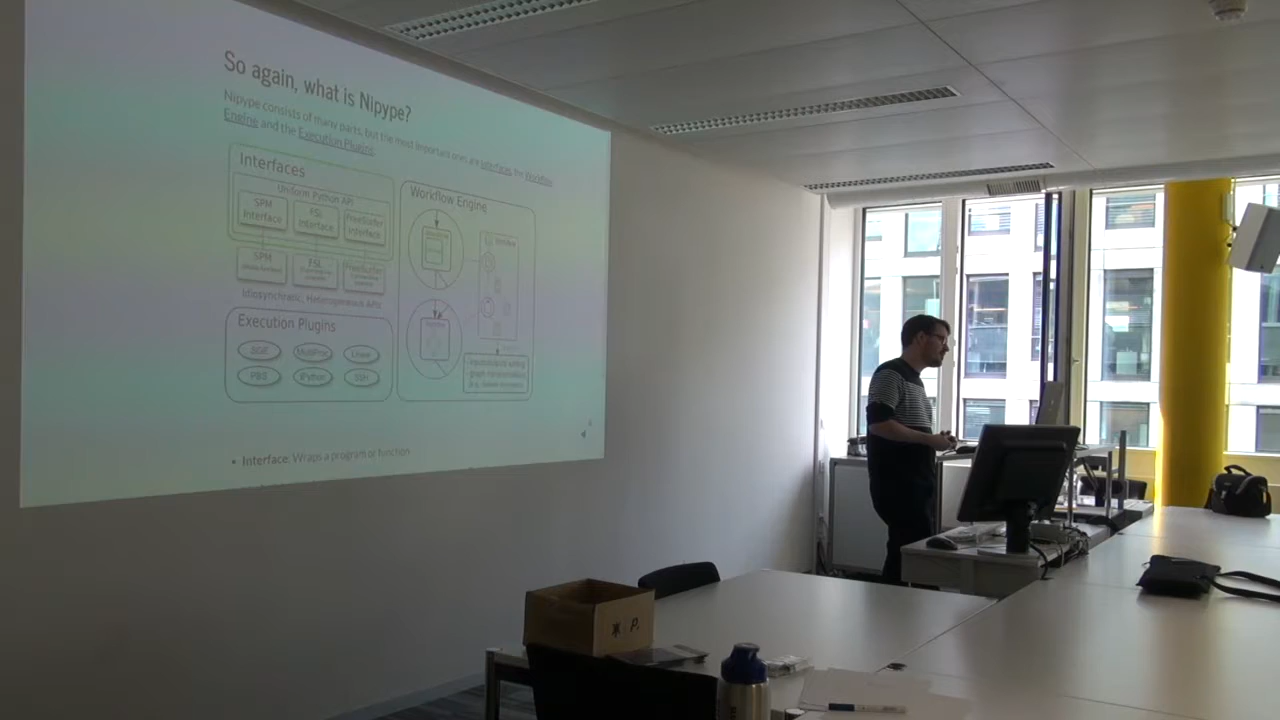 So again, what is Nipype?
Nipype consists of many parts, but the most important ones are Interfaces, the Workflow
Engine and the Execution Plugins.
Interfaces
Uniform Python API
SPM Interface
FSL Interface
FreeSurfer Interface
SPM
FSL
FreeSurfer
Idiosynchratic, Heterogeneous APIs
Workflow Engine
Workflow
Execution Plugins
SGE
MultiProc
Linear
PBS
IPython
SSH
• Interface: Wraps a program or function
P.